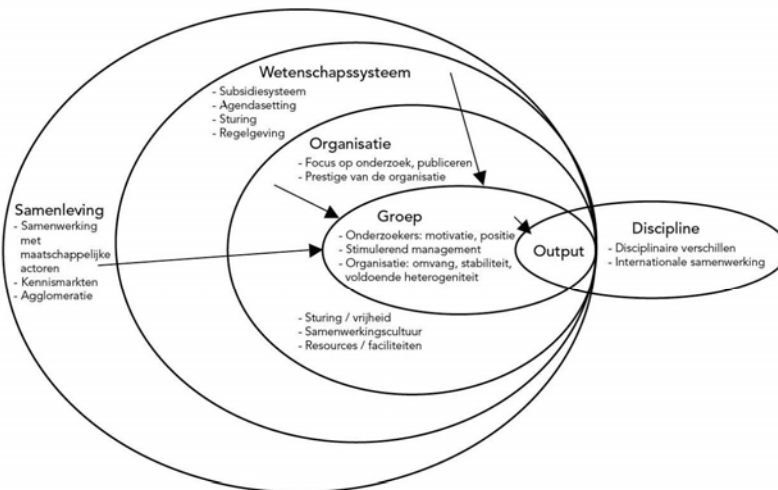 Wetenschapssysteem
- Subsidiesysteem
- Agendasetting
- Sturing
- Regelgeving
Organisatie
- Focus op onderzoek, publiceren
- Prestige van de organisatie
Samenleving
- Samenwerking
met
maatschappelijke
actoren
- Kennismarkten
- Agglomeratie
Groep
- Onderzoekers: motivatie, positie
- Stimulerend management
- Organisatie: omvang, stabiliteit,
voldoende heterogeniteit
Output
Discipline
- Disciplinaire verschillen
- Internationale samenwerking
- Sturing / vrijheid
- Samenwerkingscultuur
- Resources / faciliteiten